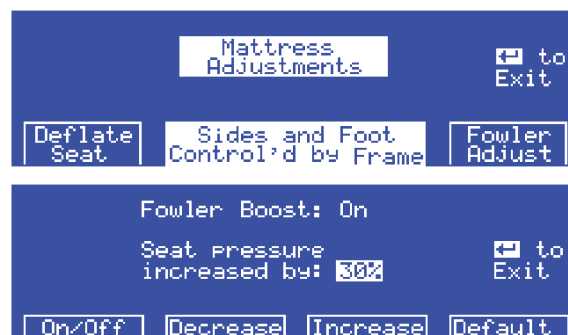 Mattress
Adjustments
↵ to
Exit
Deflate
Seat
Sides and Foot
Control'd by Frame
Fowler
Adjust
Fowler Boost: On
Seat pressure
increased by: 30%
↵ to
Exit
On/Off
Decrease
Increase
Default